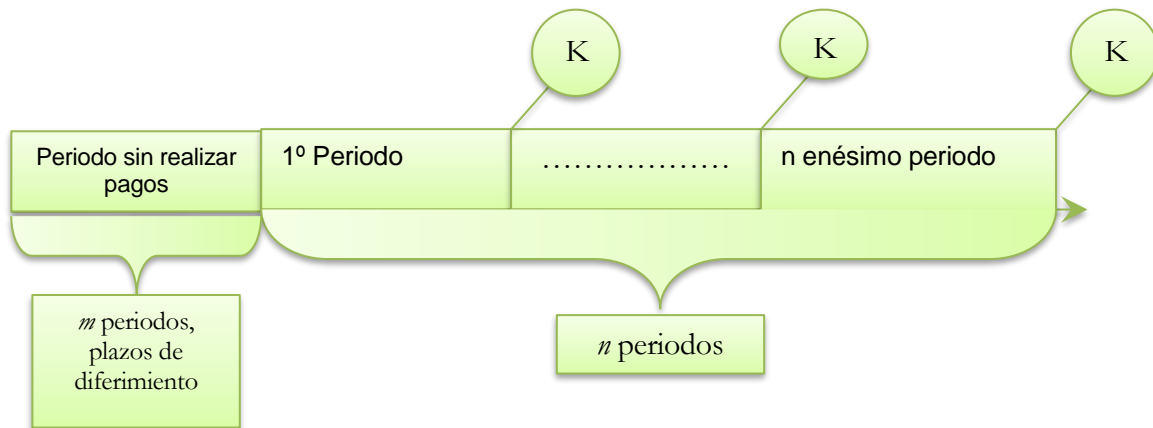 K
K
K
Periodo sin realizar
pagos
1º Periodo
………………
n enésimo periodo
m periodos,
plazos de
diferimiento
n periodos